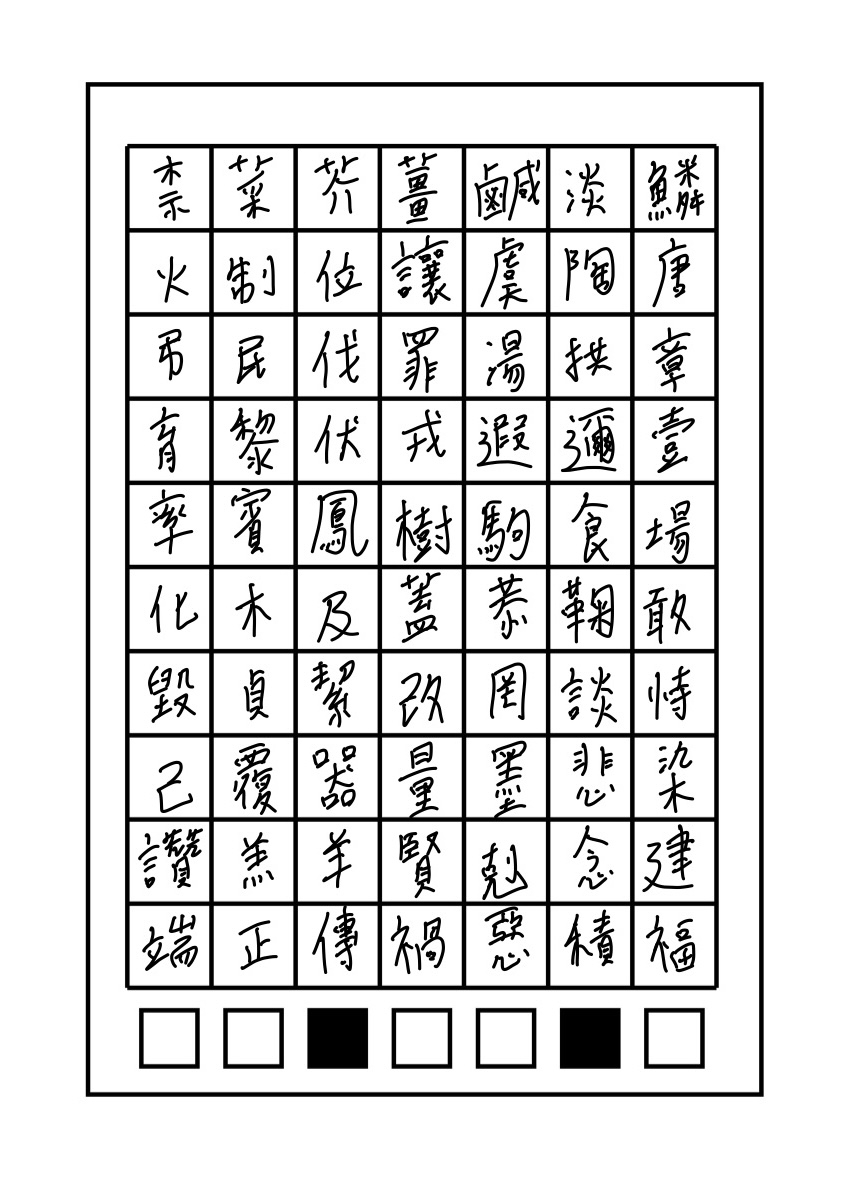 柰菜芥薑鹹淡鱗
火制位讓虞陶唐
弔民伐罪湯拱章
育黎伏戎遐邇壹
率賓鳳樹駒食場
化木及蓋恭鞠敢
毀貞絜改罔談恃
己覆器量墨悲染
讚羔羊賢剋念建
端正傳禍惡積福